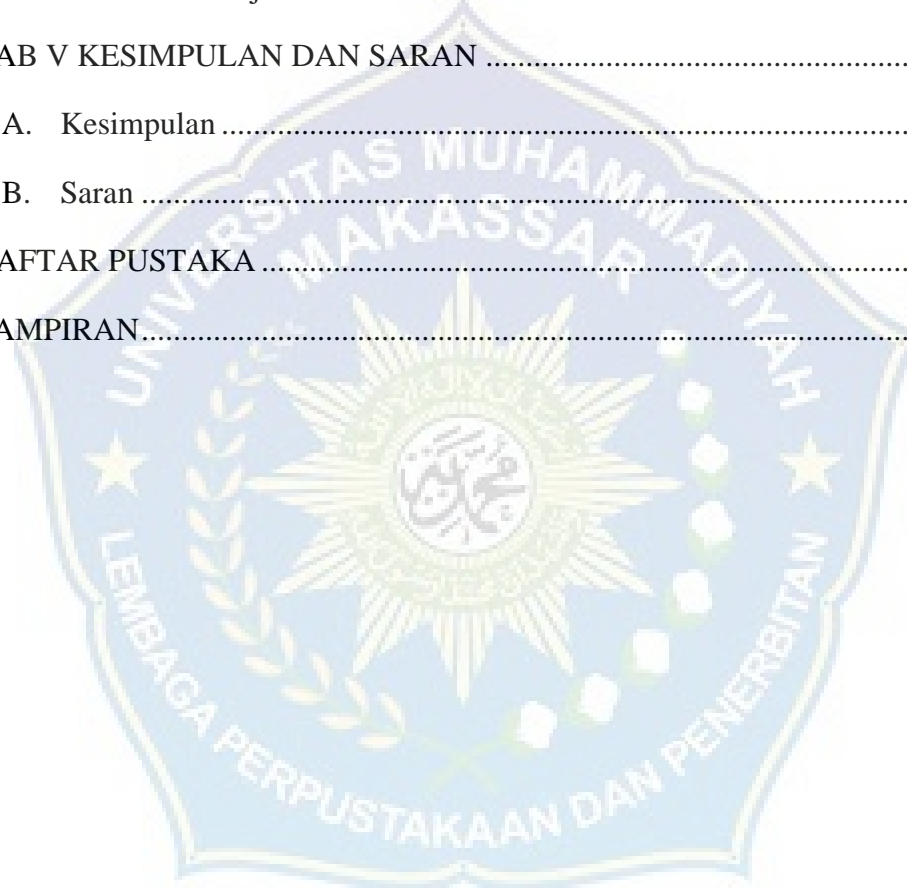 AB V KESIMPULAN DAN SARAN ....................................................
A. Kesimpulan ....................................................................................
B. Saran ..............................................................................................
AFTAR PUSTAKA ................................................................................
AMPIRAN...............................................................................................
UNIVERSITAS MUHAMMADIYAH
MAKASSAR
LEMBAGA PERPUSTAKAAN DAN PENERBITAN